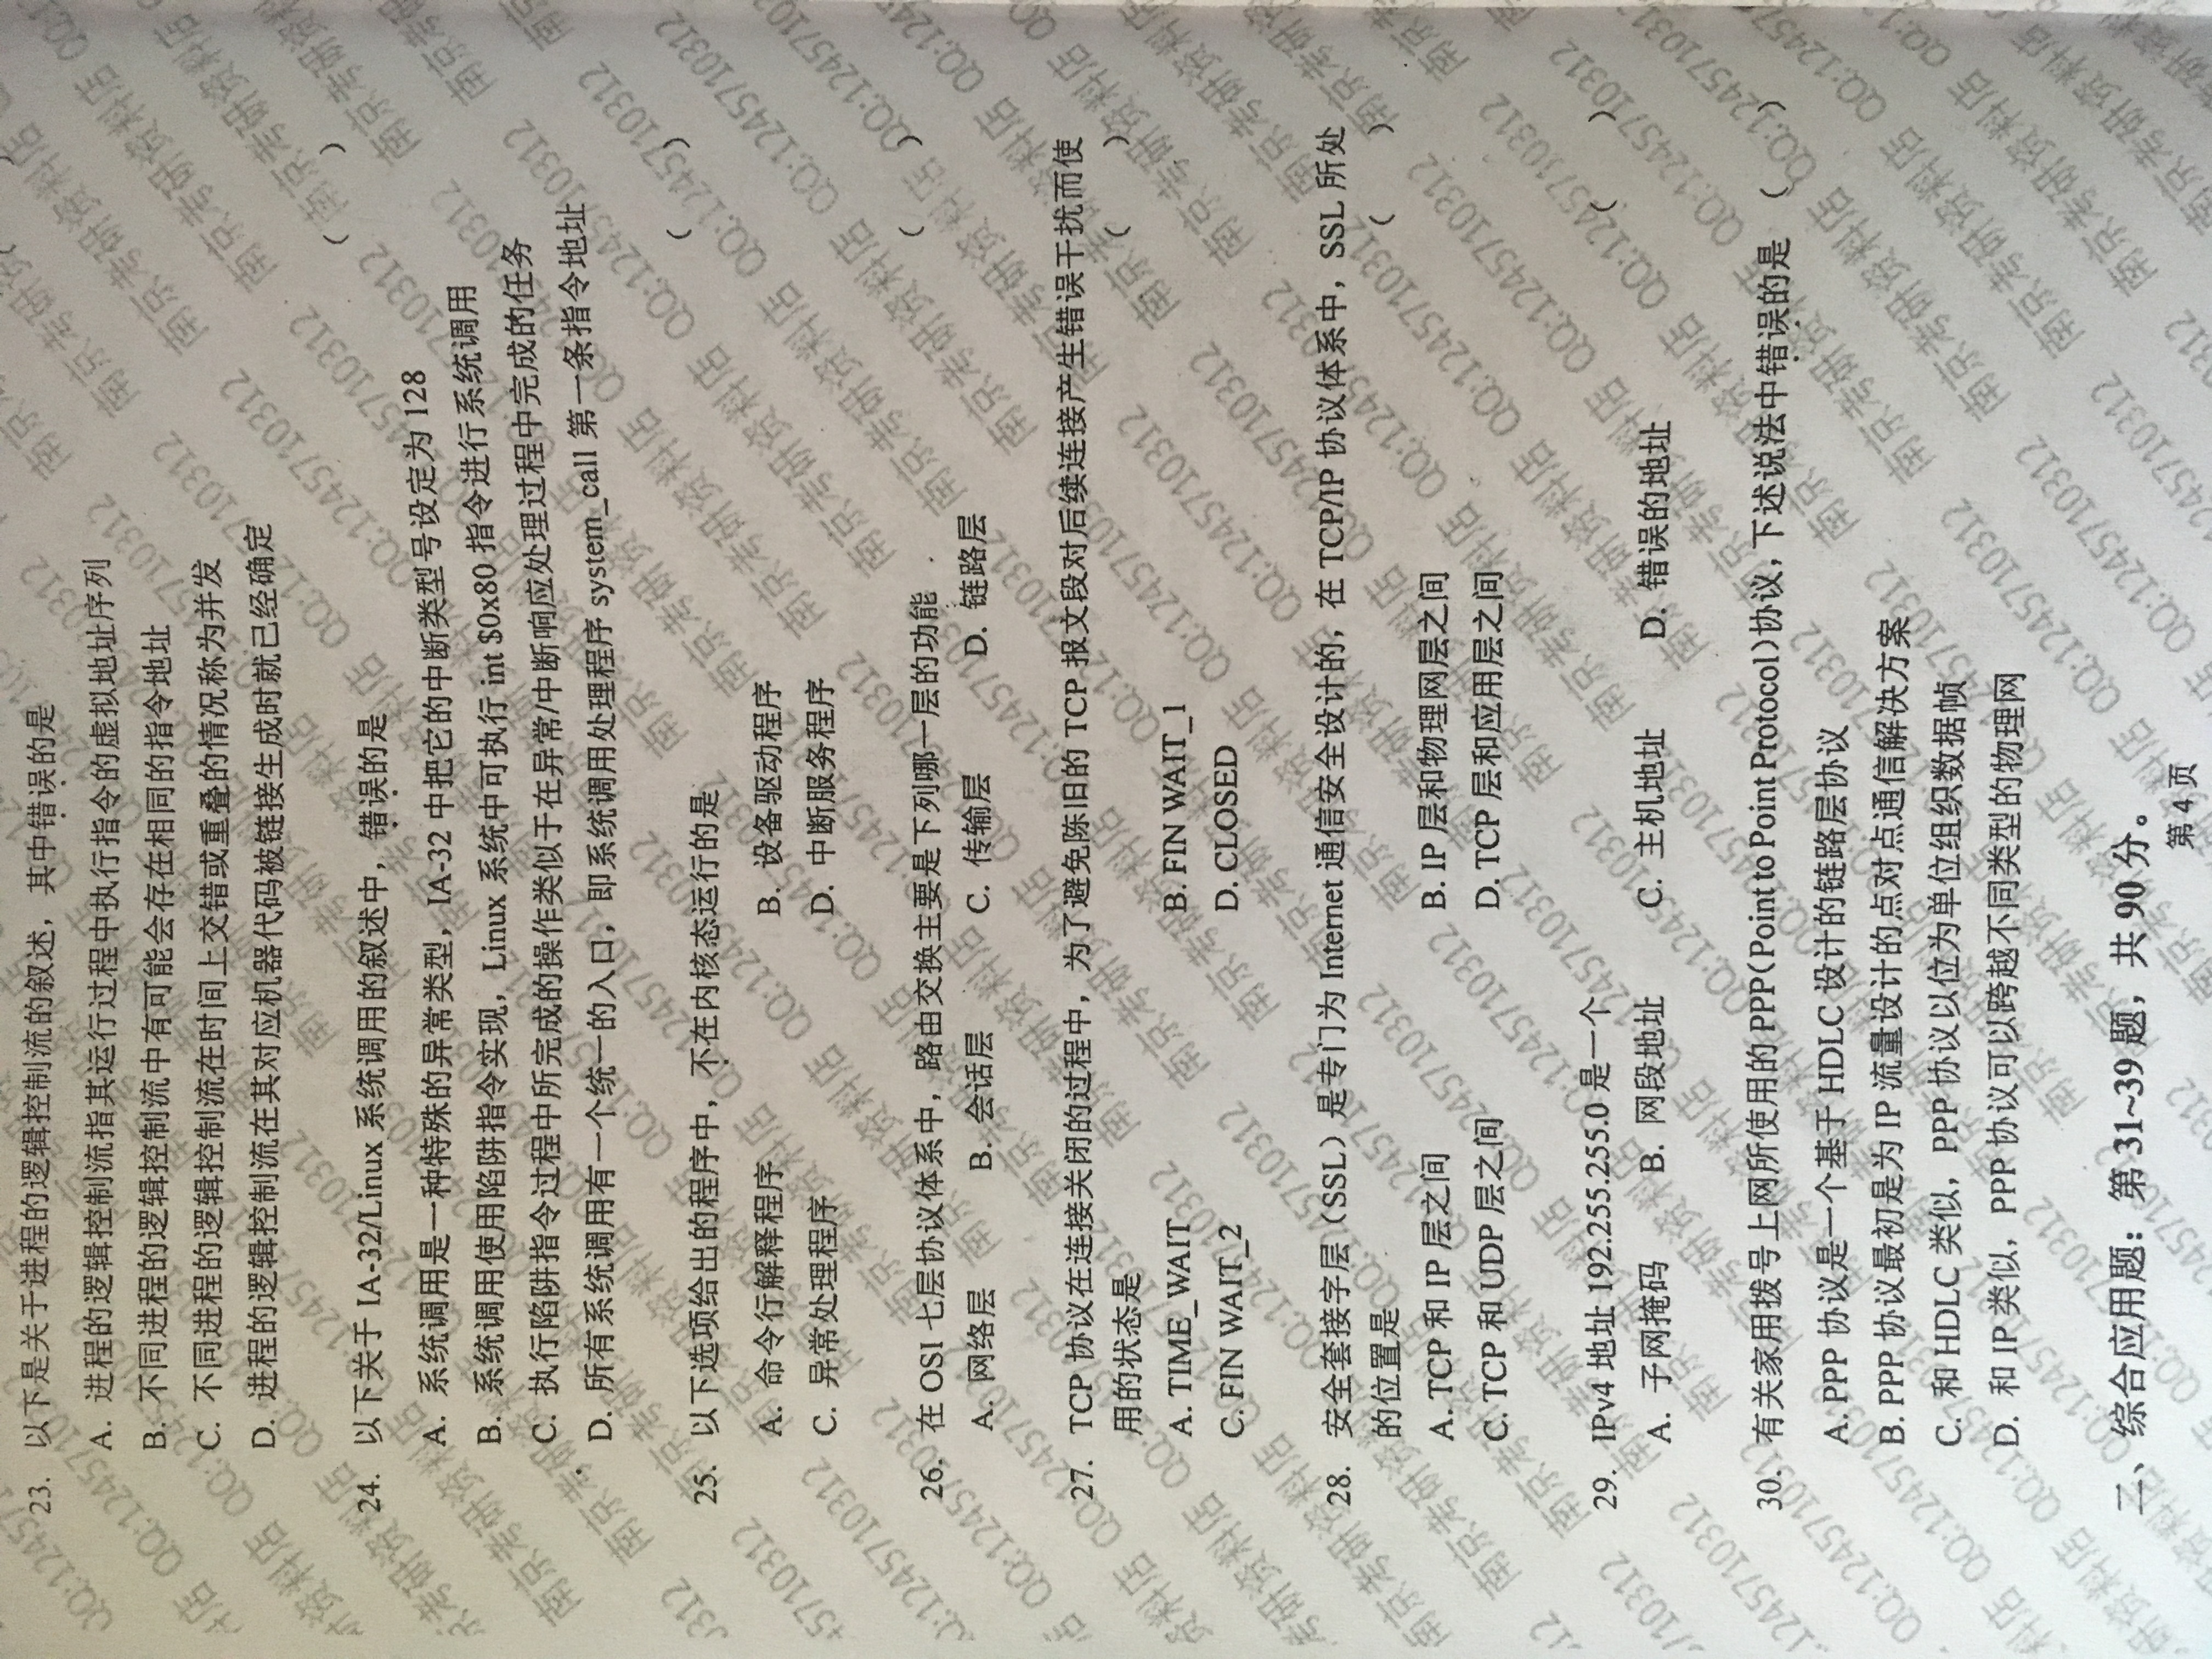 23. 以下是关于进程的逻辑控制流的叙述，其中错误的是
A. 进程的逻辑控制流指其运行过程中执行指令的虚拟地址序列
B. 不同进程的逻辑控制流中有可能会存在相同的指令地址
C. 不同进程的逻辑控制流在时间上交错或重叠的情况称为并发
D. 进程的逻辑控制流在其对应机器代码被链接生成时就已经确定
24. 以下关于 IA-32/Linux 系统调用的叙述中，错误的是 （ ）
A. 系统调用是一种特殊的异常类型，IA-32 中把它的中断类型号设定为 128
B. 系统调用使用陷阱指令实现，Linux 系统中可执行 int $0x80 指令进行系统调用
C. 执行陷阱指令过程中所完成的操作类似于在异常/中断响应处理过程中完成的任务
D. 所有系统调用有一个统一的入口，即系统调用处理程序 system_call 第一条指令地址
25. 以下选项给出的程序中，不在内核态运行的是 （ ）
A. 命令行解释程序 B. 设备驱动程序
C. 异常处理程序 D. 中断服务程序
26. 在 OSI 七层协议体系中，路由交换主要是下列哪一层的功能 （ ）
A. 网络层 B. 会话层 C. 传输层 D. 链路层
27. TCP 协议在连接关闭的过程中，为了避免陈旧的 TCP 报文段对后续连接产生错误干扰而使
用的状态是 （ ）
A. TIME_WAIT B. FIN WAIT_1
C. FIN WAIT_2 D. CLOSED
28. 安全套接字层（SSL）是专门为 Internet 通信安全设计的，在 TCP/IP 协议体系中，SSL 所处
的位置是 （ ）
A. TCP 和 IP 层之间 B. IP 层和物理网层之间
C. TCP 和 UDP 层之间 D. TCP 层和应用层之间
29. IPv4 地址 192.255.255.0 是一个 （ ）
A. 子网掩码 B. 网段地址 C. 主机地址 D. 错误的地址
30. 有关家用拨号上网所使用的 PPP（Point to Point Protocol）协议，下述说法中错误的是 （ ）
A. PPP 协议是一个基于 HDLC 设计的链路层协议
B. PPP 协议最初是为 IP 流量设计的点对点通信解决方案
C. 和 HDLC 类似，PPP 协议以位为单位组织数据帧
D. 和 IP 类似，PPP 协议可以跨越不同类型的物理网
二、综合应用题：第 31~39 题，共 90 分。
第 4 页
南京考研资料店 QQ:1245710312